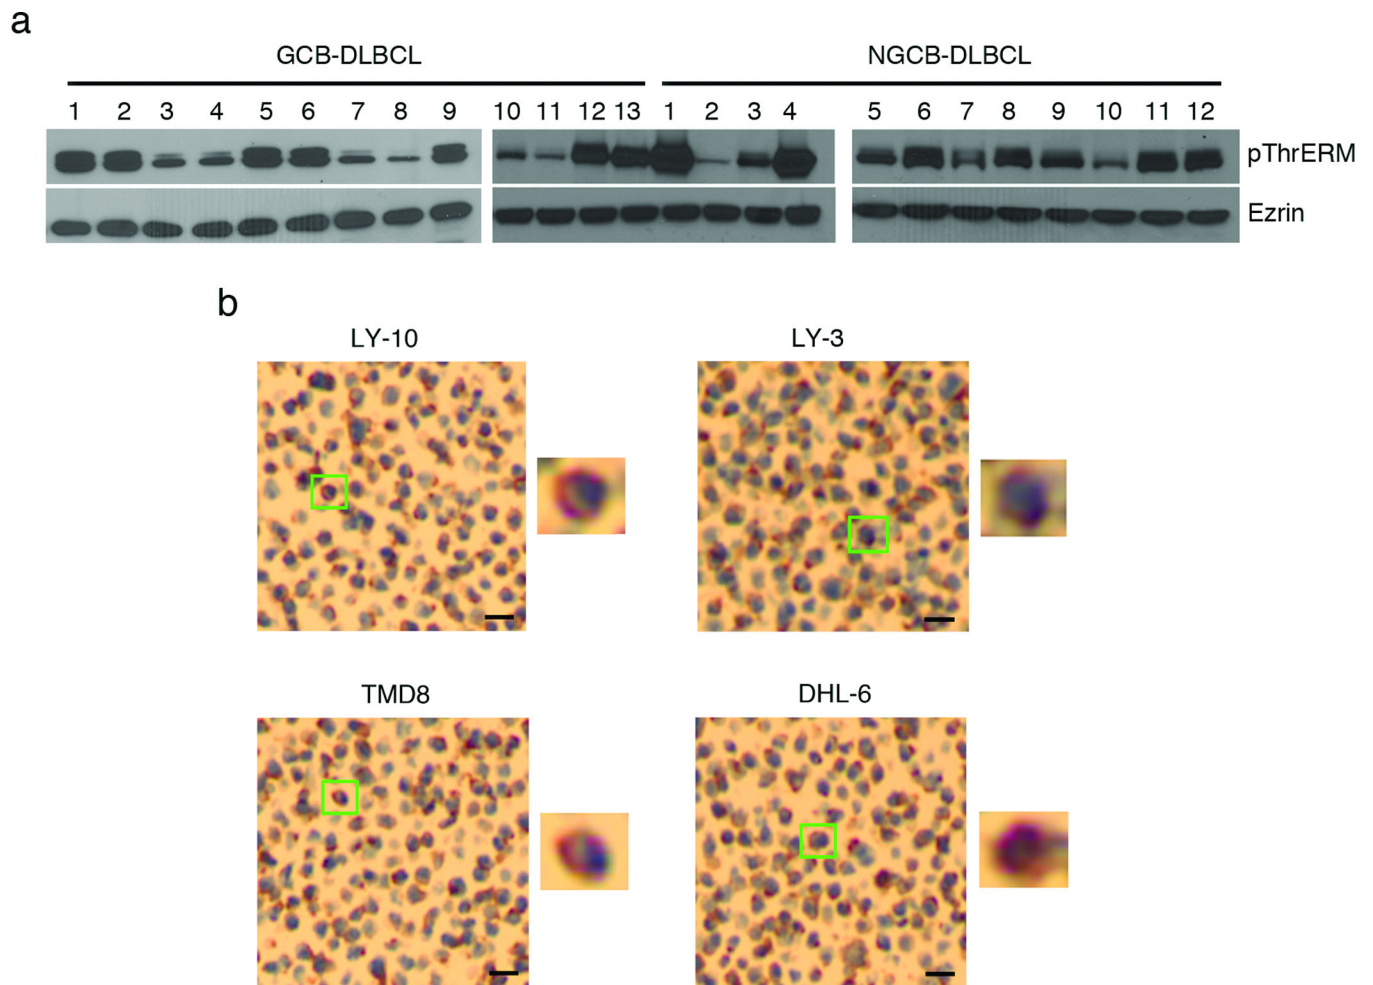 a
GCB-DLBCL NGCB-DLBCL
1 2 3 4 5 6 7 8 9 10 11 12 13 1 2 3 4 5 6 7 8 9 10 11 12
pThrERM
Ezrin
b
LY-10 LY-3
TMD8 DHL-6